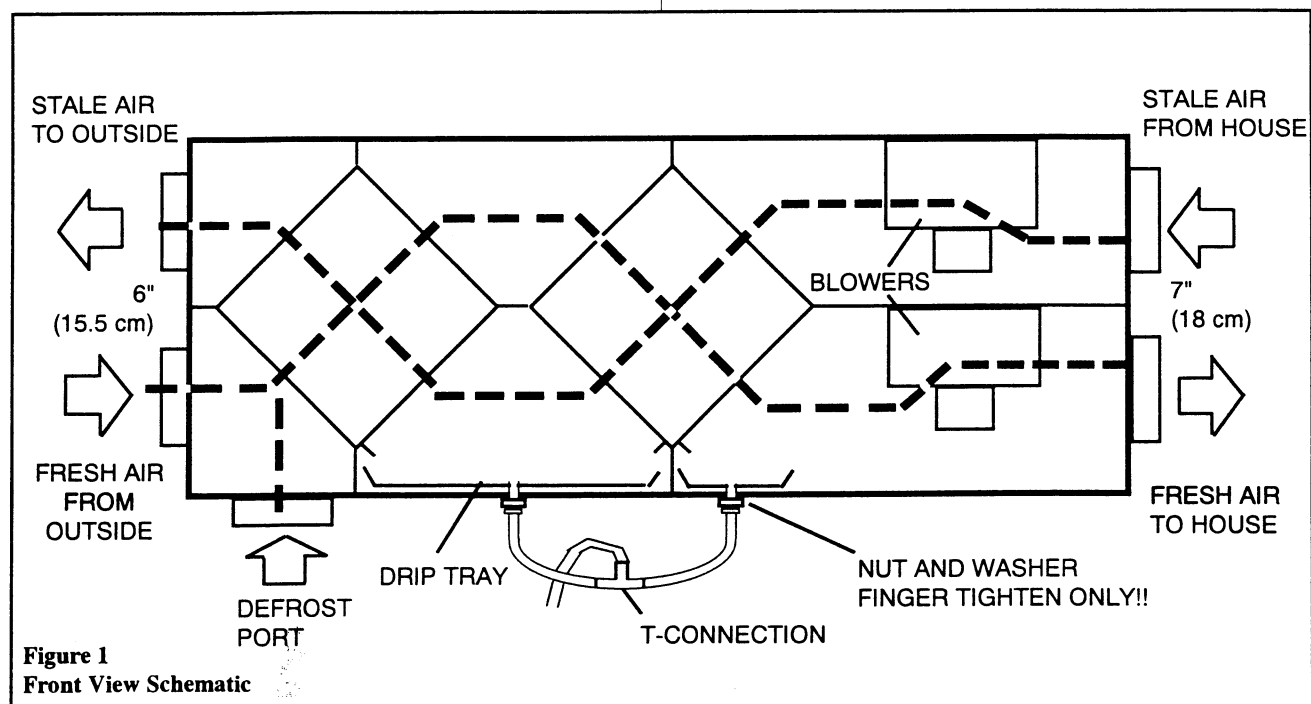 STALE AIR
TO OUTSIDE
STALE AIR
FROM HOUSE
BLOWERS
6"
(15.5 cm)
7"
(18 cm)
FRESH AIR
FROM
OUTSIDE
FRESH AIR
TO HOUSE
DRIP TRAY
NUT AND WASHER
FINGER TIGHTEN ONLY!!
DEFROST
PORT
T-CONNECTION
Figure 1
Front View Schematic